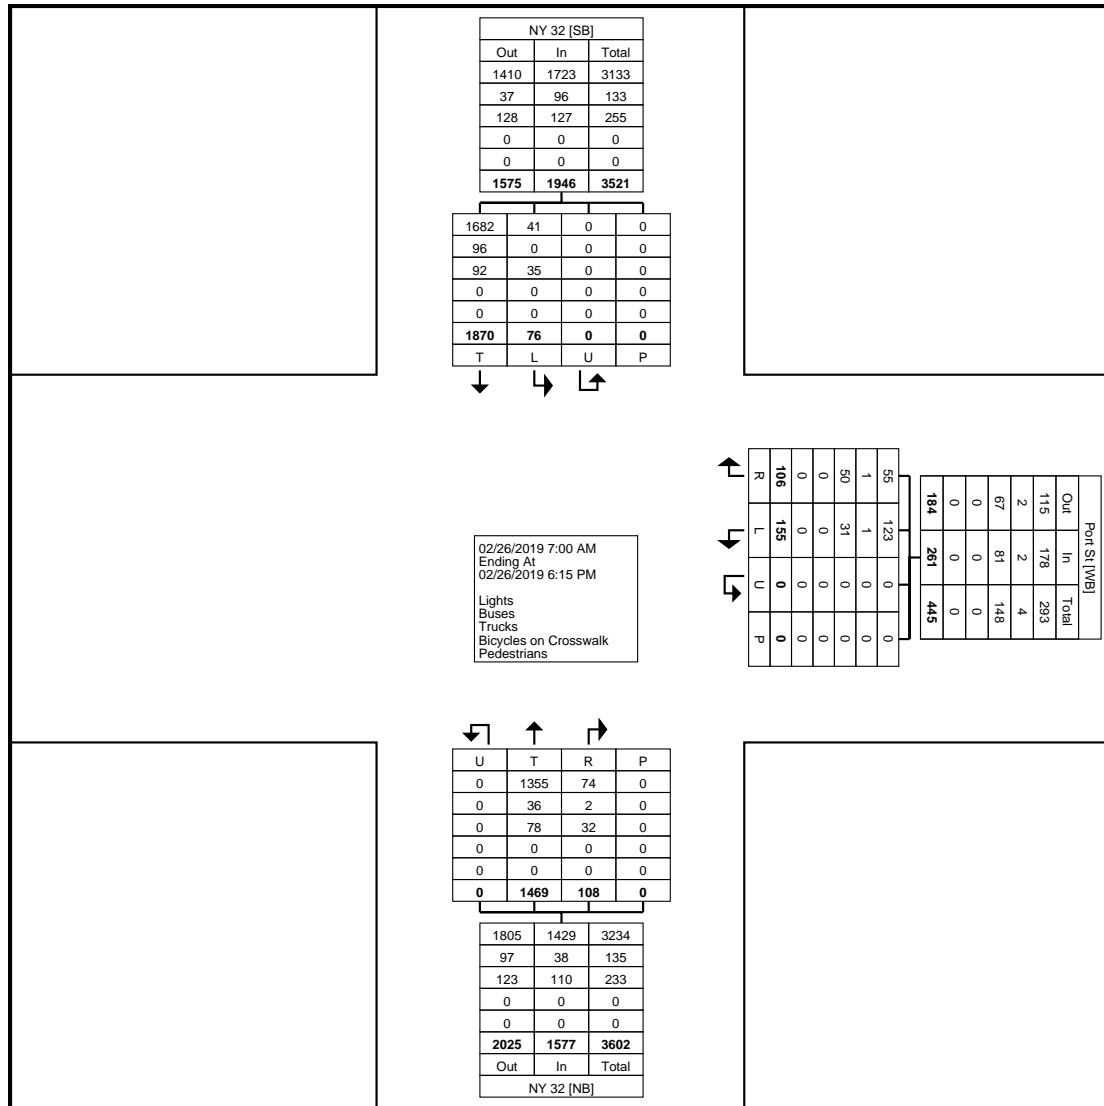 NY 32 [SB]
Out In Total
1410 1723 3133
37 96 133
128 127 255
0 0 0
0 0 0
1575 1946 3521
1682 41 0 0
96 0 0 0
92 35 0 0
0 0 0 0
0 0 0 0
1870 76 0 0
T L U P
Port St [WB]
Out In Total
115 178 293
2 2 4
67 81 148
0 0 0
0 0 0
184 261 445
55 123 0 0
1 1 0 0
50 31 0 0
0 0 0 0
0 0 0 0
106 155 0 0
R L U P
02/26/2019 7:00 AM
Ending At
02/26/2019 6:15 PM
Lights
Buses
Trucks
Bicycles on Crosswalk
Pedestrians
U T R P
0 1355 74 0
0 36 2 0
0 78 32 0
0 0 0 0
0 0 0 0
0 1469 108 0
1805 1429 3234
97 38 135
123 110 233
0 0 0
0 0 0
2025 1577 3602
Out In Total
NY 32 [NB]